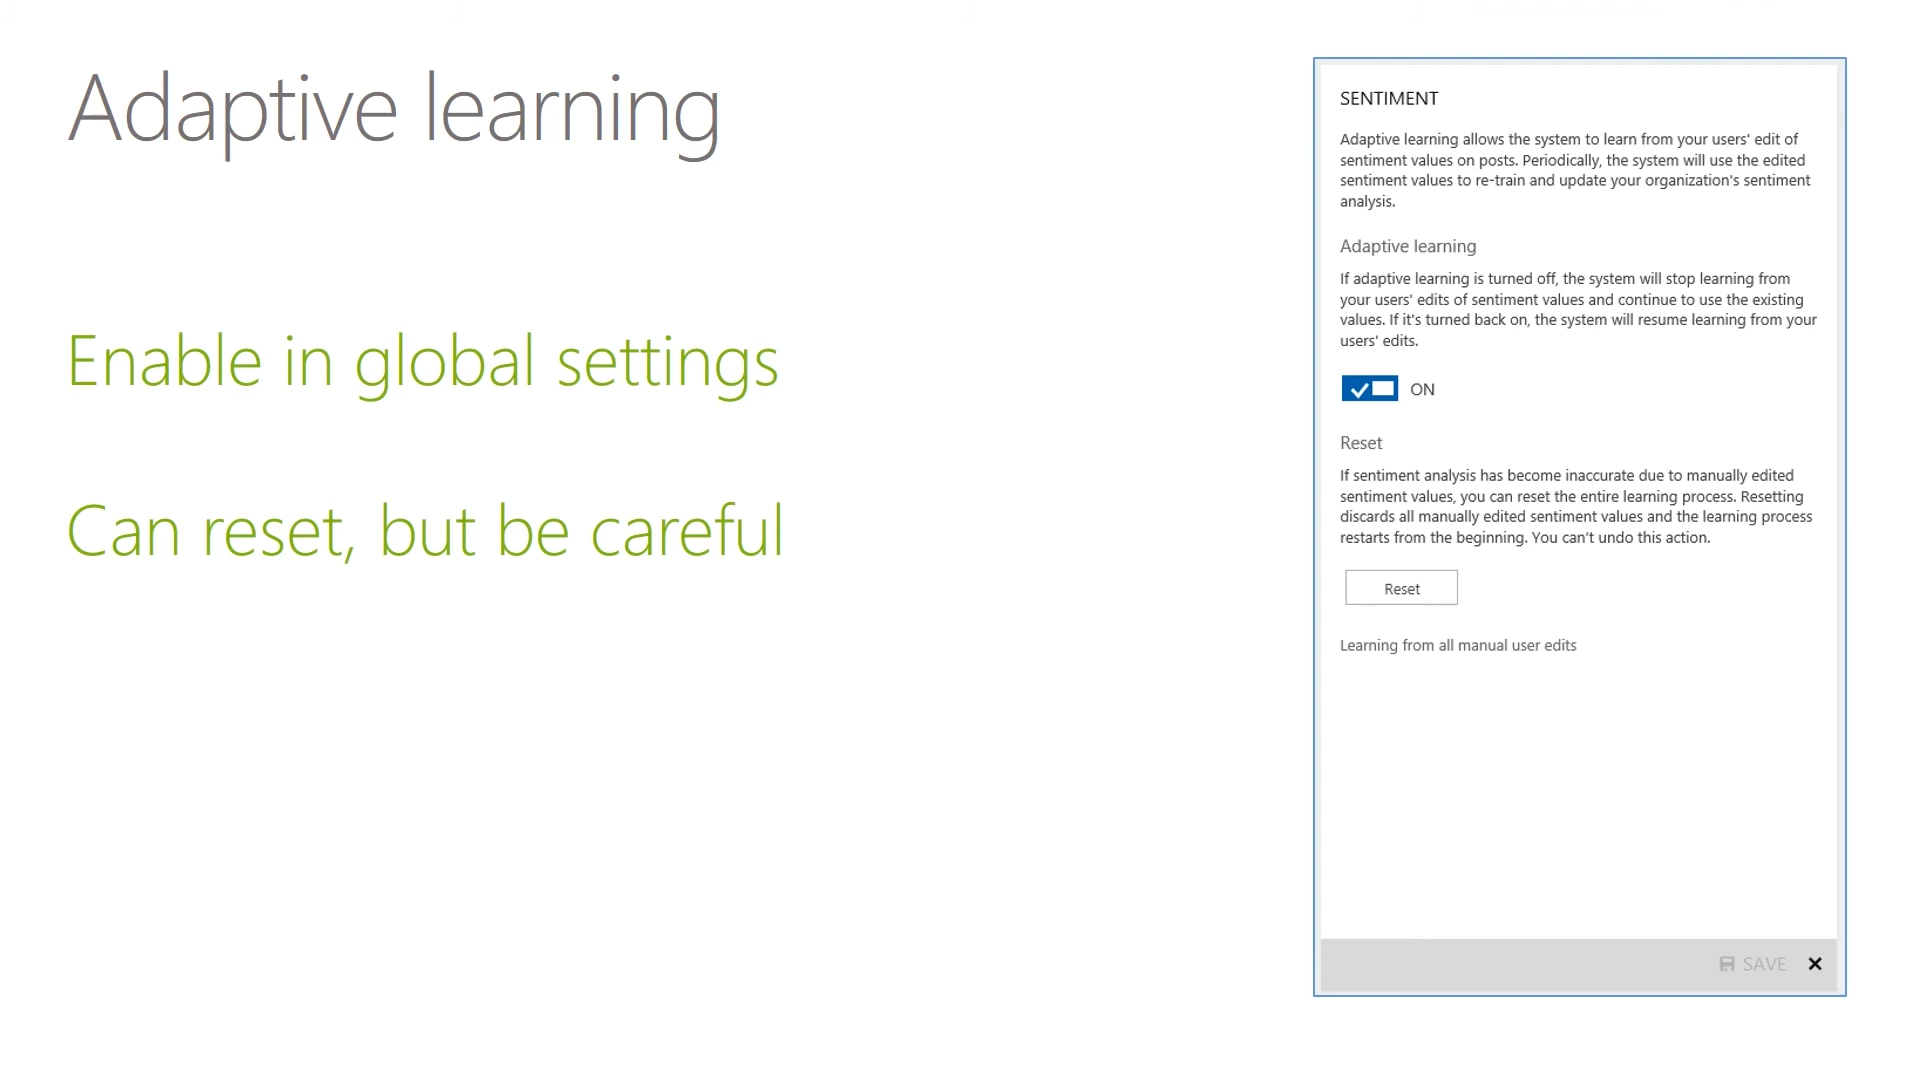 Adaptive learning
Enable in global settings
Can reset, but be careful
SENTIMENT
Adaptive learning allows the system to learn from your users' edit of
sentiment values on posts. Periodically, the system will use the edited
sentiment values to re-train and update your organization's sentiment
analysis.
Adaptive learning
If adaptive learning is turned off, the system will stop learning from
your users' edits of sentiment values and continue to use the existing
values. If it's turned back on, the system will resume learning from your
users' edits.
ON
Reset
If sentiment analysis has become inaccurate due to manually edited
sentiment values, you can reset the entire learning process. Resetting
discards all manually edited sentiment values and the learning process
restarts from the beginning. You can’t undo this action.
Reset
Learning from all manual user edits
SAVE